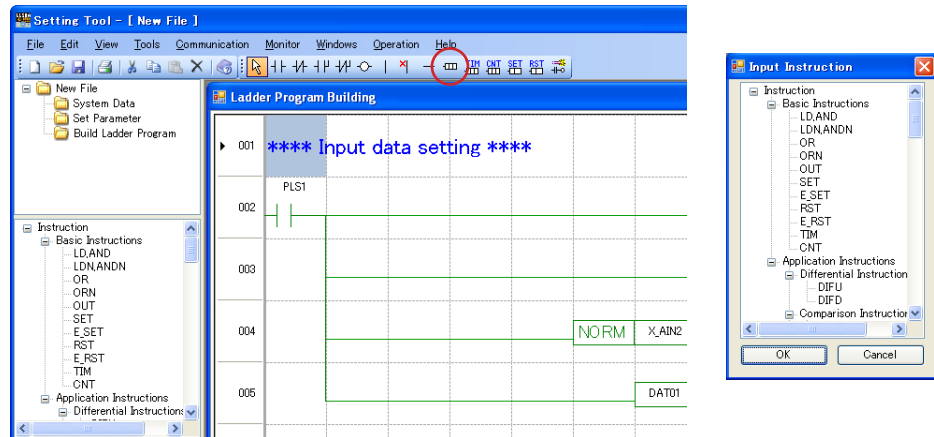 Setting Tool - [ New File ]
File Edit View Tools Communication Monitor Windows Operation Help
TIM CNT SET RST
New File
System Data
Set Parameter
Build Ladder Program
Instruction
Basic Instructions
LD,AND
LDN,ANDN
OR
ORN
OUT
SET
E_SET
RST
E_RST
TIM
CNT
Application Instructions
Differential Instructions
Ladder Program Building
001 **** Input data setting ****
PLS1
002
003
004 NORM X_AIN2
005 DAT01
Input Instruction
Instruction
Basic Instructions
LD,AND
LDN,ANDN
OR
ORN
OUT
SET
E_SET
RST
E_RST
TIM
CNT
Application Instructions
Differential Instruction
DIFU
DIFD
Comparison Instruction
OK Cancel